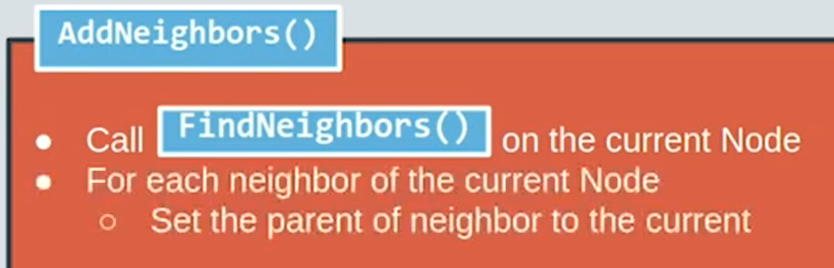 AddNeighbors()
● Call FindNeighbors() on the current Node
● For each neighbor of the current Node
○ Set the parent of neighbor to the current